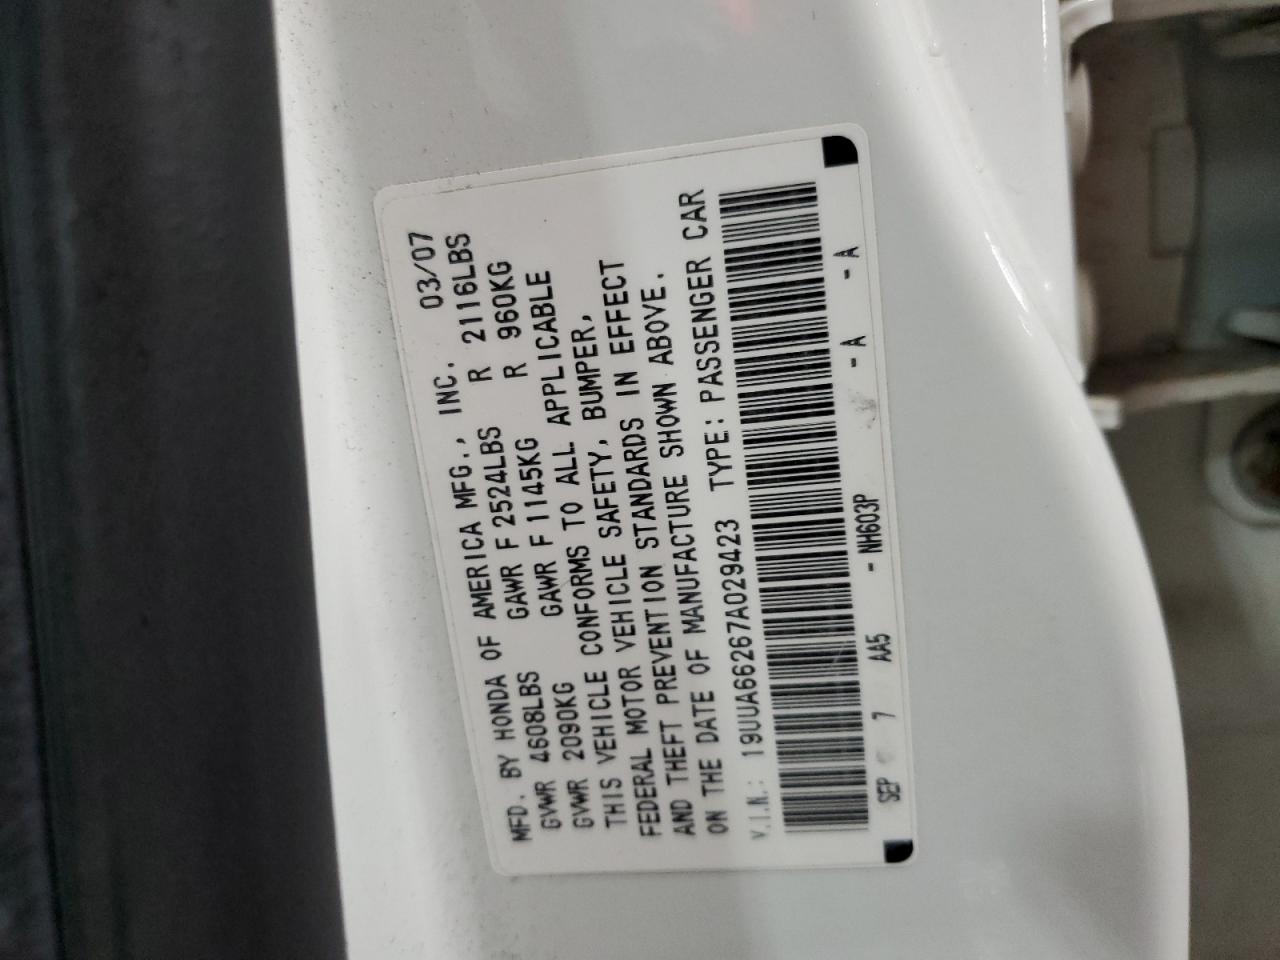 MFD. BY HONDA OF AMERICA MFG., INC. 03/07
GVWR 4608LBS GAWR F 2524LBS R 2116LBS
GVWR 2090KG GAWR F 1145KG R 960KG
THIS VEHICLE CONFORMS TO ALL APPLICABLE
FEDERAL MOTOR VEHICLE SAFETY, BUMPER,
AND THEFT PREVENTION STANDARDS IN EFFECT
ON THE DATE OF MANUFACTURE SHOWN ABOVE.
V.I.N.: 19UUA66267A029423 TYPE: PASSENGER CAR
SEP 7 AA5 - NH603P - A - A